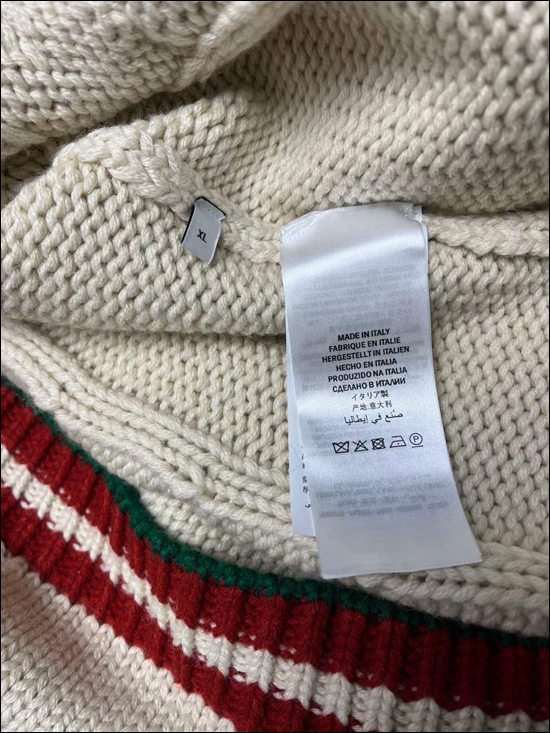 XL
MADE IN ITALY
FABRIQUE EN ITALIE
HERGESTELLT IN ITALIEN
HECHO EN ITALIA
PRODUZIDO NA ITALIA
СДЕЛАНО В ИТАЛИИ
イタリア製
产地:意大利
صنع في إيطاليا
P